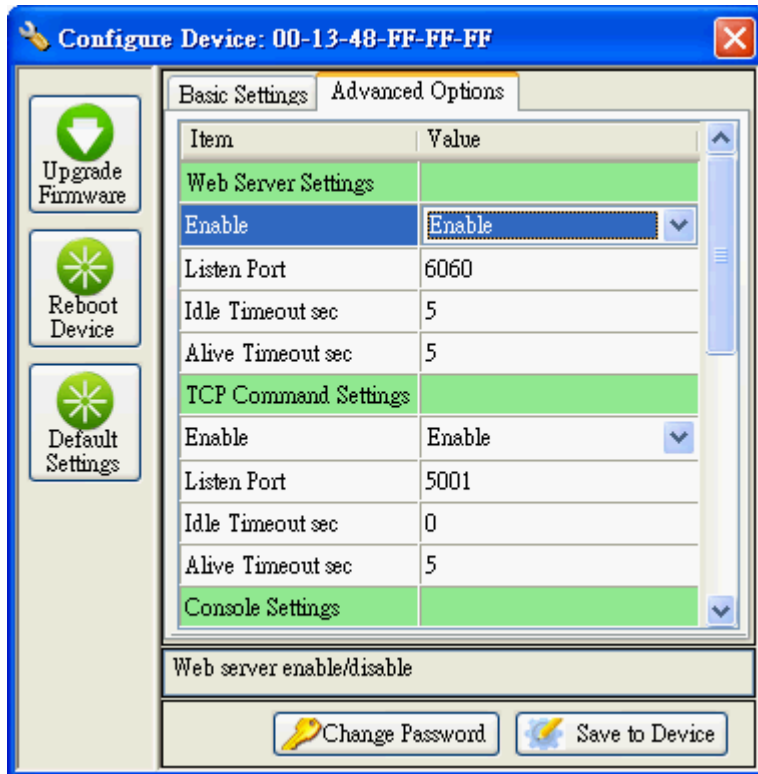 Configure Device: 00-13-48-FF-FF-FF
Upgrade
Firmware
Reboot
Device
Default
Settings
Basic Settings Advanced Options
Item Value
Web Server Settings
Enable Enable
Listen Port 6060
Idle Timeout sec 5
Alive Timeout sec 5
TCP Command Settings
Enable Enable
Listen Port 5001
Idle Timeout sec 0
Alive Timeout sec 5
Console Settings
Web server enable/disable
Change Password Save to Device